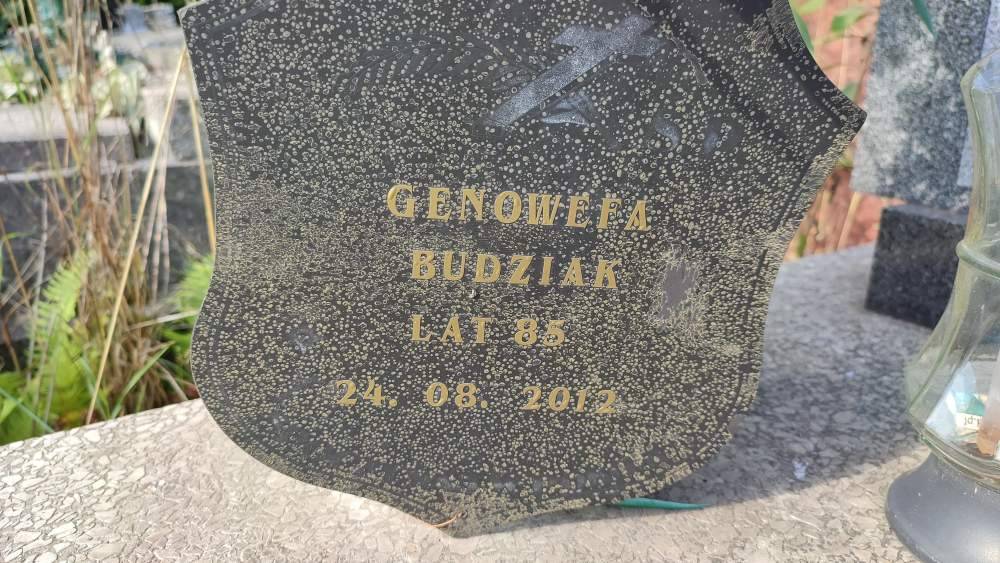 GENOWEFA
BUDZIAK
LAT 85
24. 08. 2012